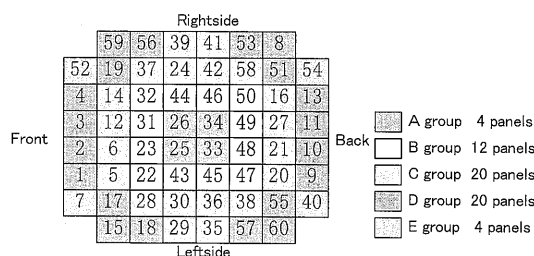 Rightside
59 56 39 41 53 8
52 19 37 24 42 58 51 54
4 14 32 44 46 50 16 13
3 12 31 26 34 49 27 11
Front
Back
2 6 23 25 33 48 21 10
1 5 22 43 45 47 20 9
7 17 28 30 36 38 55 40
15 18 29 35 57 60
Leftside
A group 4 panels
B group 12 panels
C group 20 panels
D group 20 panels
E group 4 panels